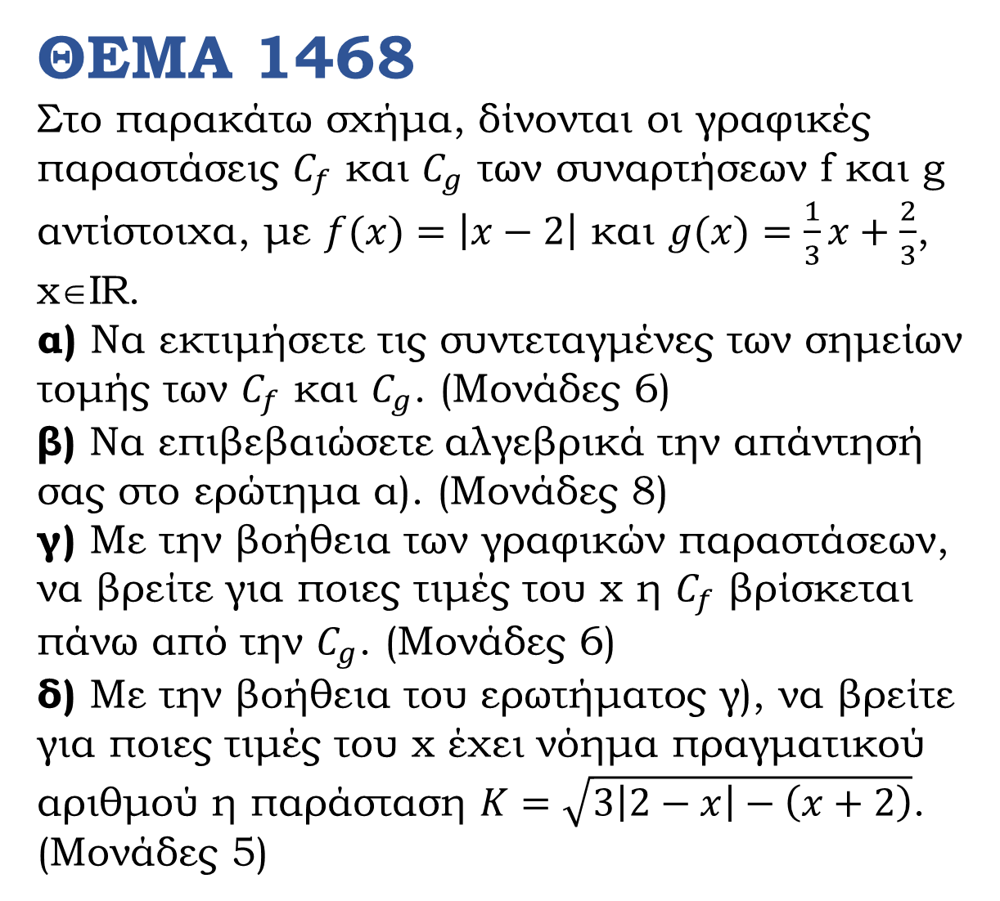 ΘΕΜΑ 1468
Στο παρακάτω σχήμα, δίνονται οι γραφικές
παραστάσεις $C_f$ και $C_g$ των συναρτήσεων f και g
αντίστοιχα, με $f(x) = |x - 2|$ και $g(x) = \frac{1}{3}x + \frac{2}{3}$,
x∈IR.
α) Να εκτιμήσετε τις συντεταγμένες των σημείων
τομής των $C_f$ και $C_g$. (Μονάδες 6)
β) Να επιβεβαιώσετε αλγεβρικά την απάντησή
σας στο ερώτημα α). (Μονάδες 8)
γ) Με την βοήθεια των γραφικών παραστάσεων,
να βρείτε για ποιες τιμές του x η $C_f$ βρίσκεται
πάνω από την $C_g$. (Μονάδες 6)
δ) Με την βοήθεια του ερωτήματος γ), να βρείτε
για ποιες τιμές του x έχει νόημα πραγματικού
αριθμού η παράσταση $K = \sqrt{3|2 - x| - (x + 2)}$.
(Μονάδες 5)